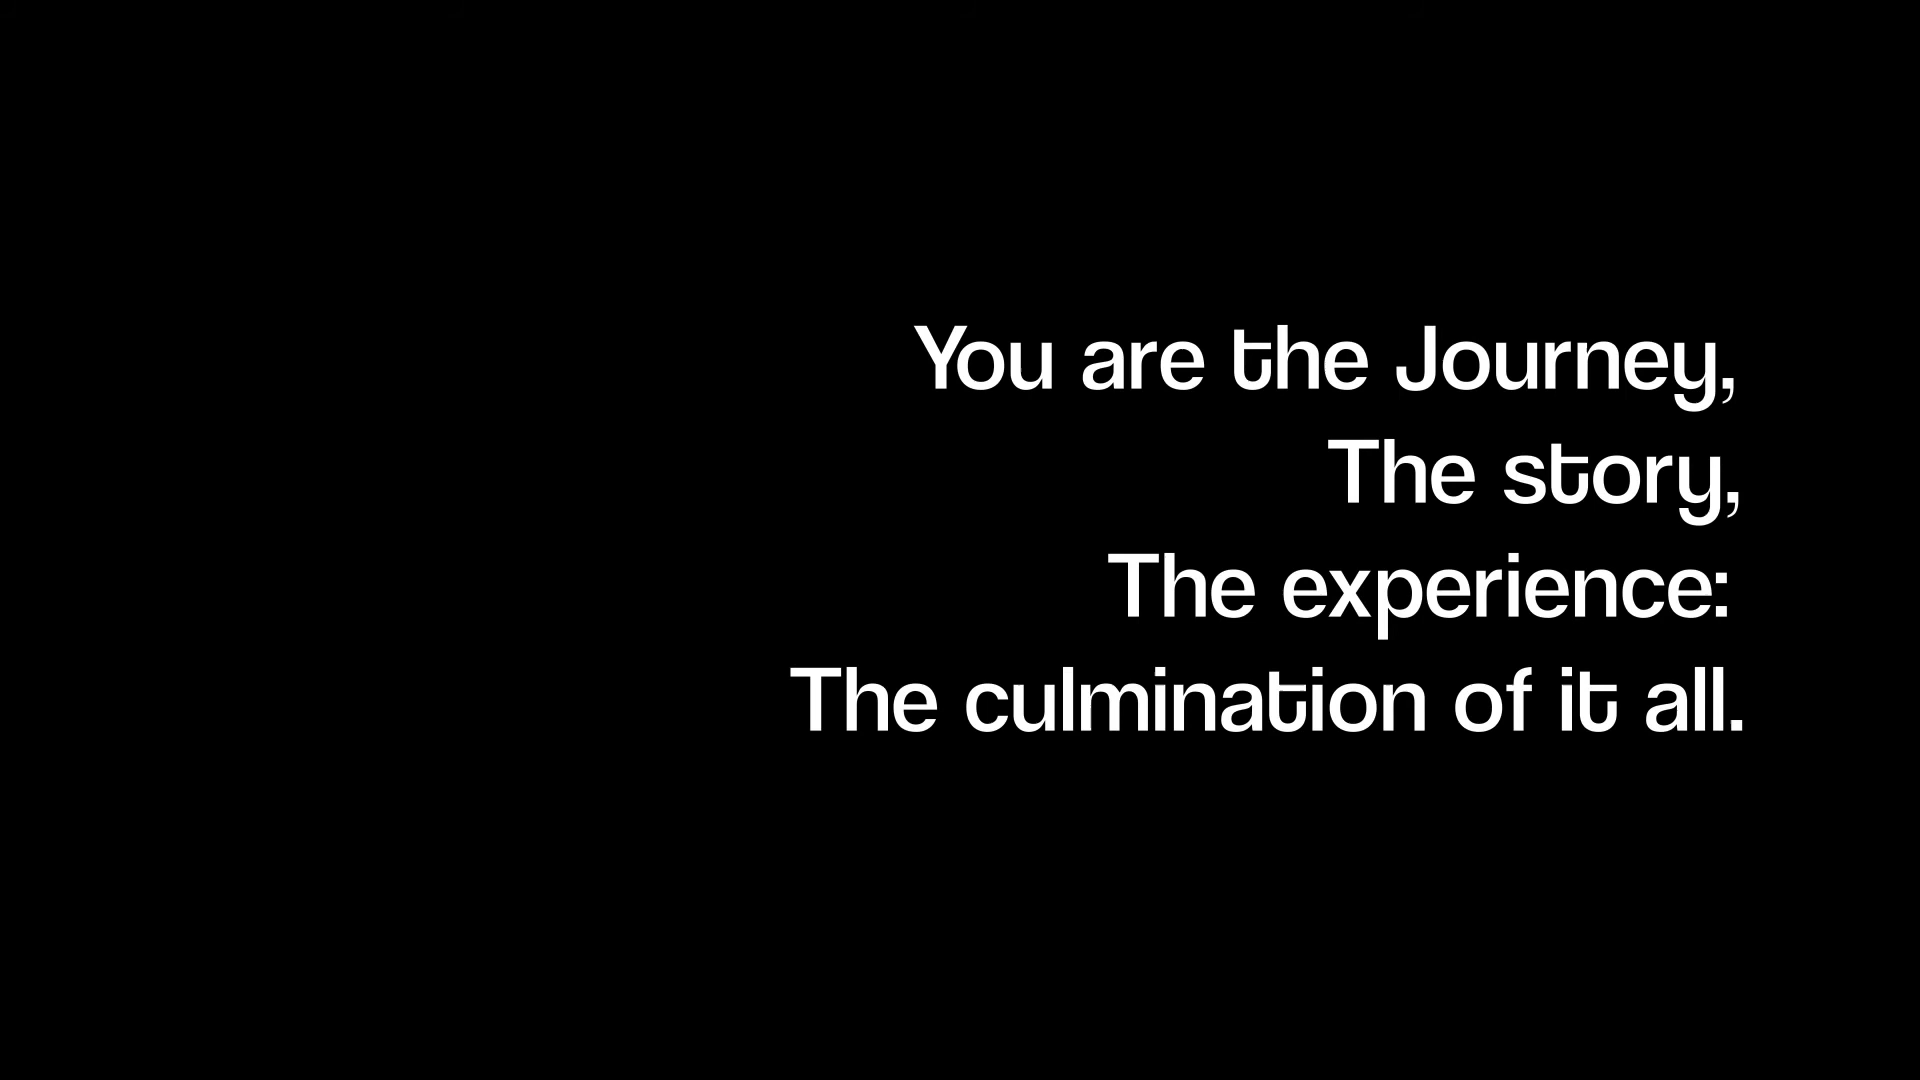 You are the Journey,
The story,
The experience:
The culmination of it all.